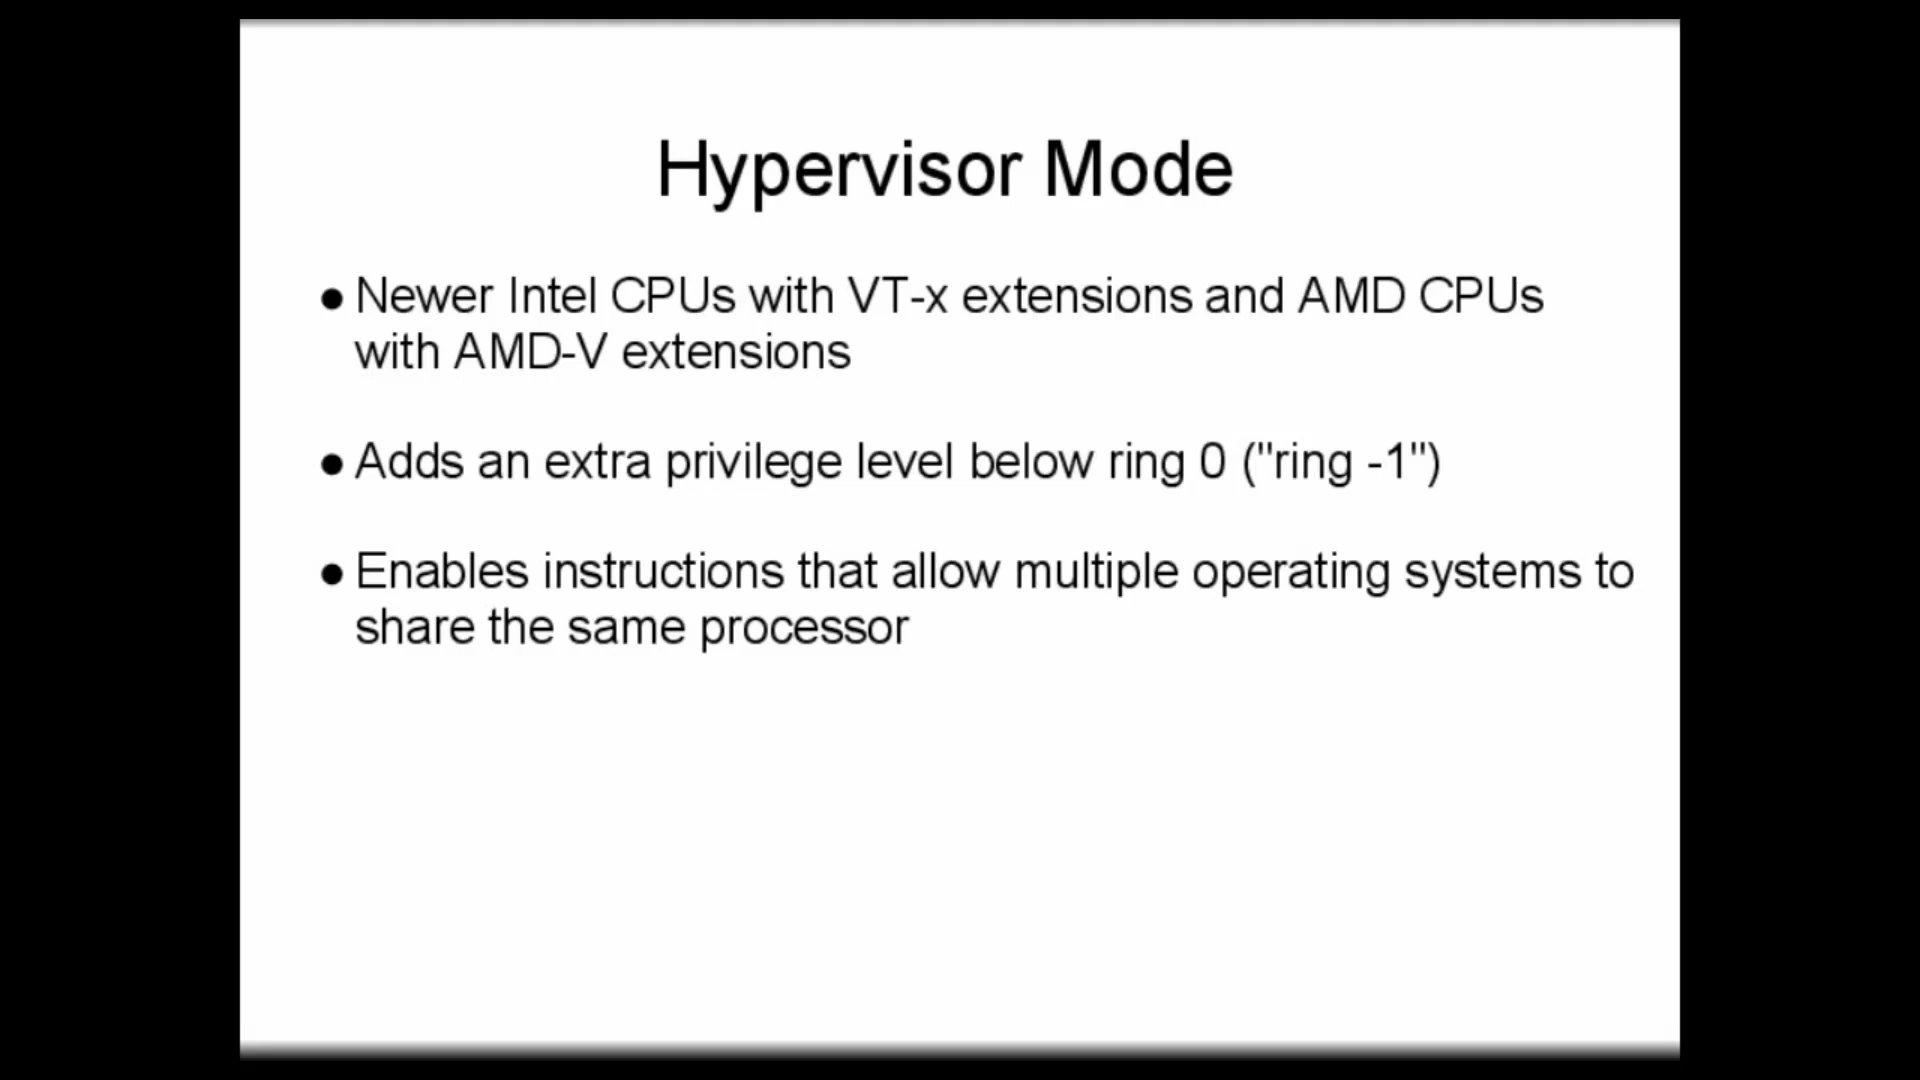 Hypervisor Mode
● Newer Intel CPUs with VT-x extensions and AMD CPUs
with AMD-V extensions
● Adds an extra privilege level below ring 0 ("ring -1")
● Enables instructions that allow multiple operating systems to
share the same processor